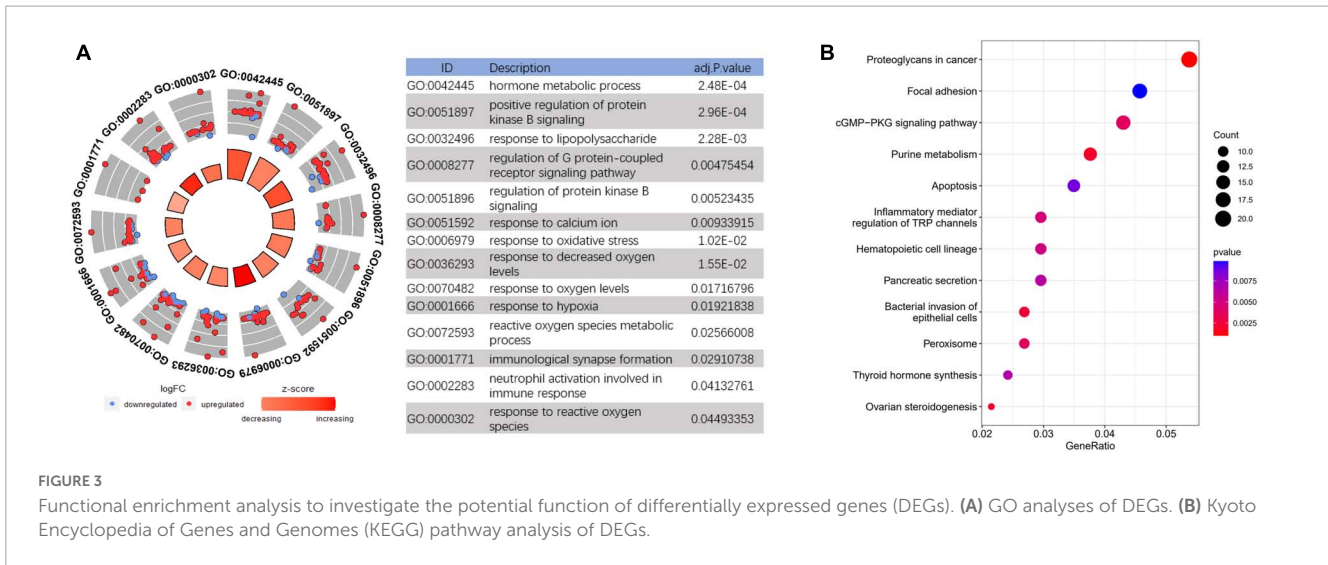 A
GO:0042445
GO:0051897
GO:0032496
GO:0008277
GO:0051896
GO:0051592
GO:0006979
GO:0036293
GO:0070482
GO:0001666
GO:0072593
GO:0001771
GO:0002283
GO:0000302
logFC
downregulated upregulated
z-score
decreasing increasing
ID Description adj.P.value
GO:0042445 hormone metabolic process 2.48E-04
GO:0051897 positive regulation of protein
kinase B signaling 2.96E-04
GO:0032496 response to lipopolysaccharide 2.28E-03
GO:0008277 regulation of G protein-coupled
receptor signaling pathway 0.00475454
GO:0051896 regulation of protein kinase B
signaling 0.00523435
GO:0051592 response to calcium ion 0.00933915
GO:0006979 response to oxidative stress 1.02E-02
GO:0036293 response to decreased oxygen
levels 1.55E-02
GO:0070482 response to oxygen levels 0.01716796
GO:0001666 response to hypoxia 0.01921838
GO:0072593 reactive oxygen species metabolic
process 0.02566008
GO:0001771 immunological synapse formation 0.02910738
GO:0002283 neutrophil activation involved in
immune response 0.04132761
GO:0000302 response to reactive oxygen
species 0.04493353
B
Proteoglycans in cancer
Focal adhesion
cGMP−PKG signaling pathway
Purine metabolism
Apoptosis
Inflammatory mediator
regulation of TRP channels
Hematopoietic cell lineage
Pancreatic secretion
Bacterial invasion of
epithelial cells
Peroxisome
Thyroid hormone synthesis
Ovarian steroidogenesis
0.02 0.03 0.04 0.05
GeneRatio
Count
10.0
12.5
15.0
17.5
20.0
pvalue
0.0075
0.0050
0.0025
FIGURE 3
Functional enrichment analysis to investigate the potential function of differentially expressed genes (DEGs). (A) GO analyses of DEGs. (B) Kyoto
Encyclopedia of Genes and Genomes (KEGG) pathway analysis of DEGs.